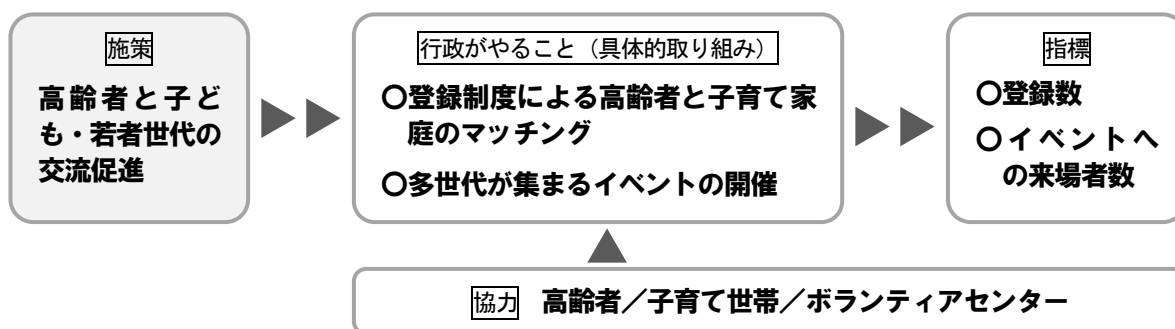 施策
高齢者と子ど
も・若者世代の
交流促進
行政がやること（具体的取り組み）
○登録制度による高齢者と子育て家
庭のマッチング
○多世代が集まるイベントの開催
指標
○登録数
○イベントへ
の来場者数
協力 高齢者／子育て世帯／ボランティアセンター